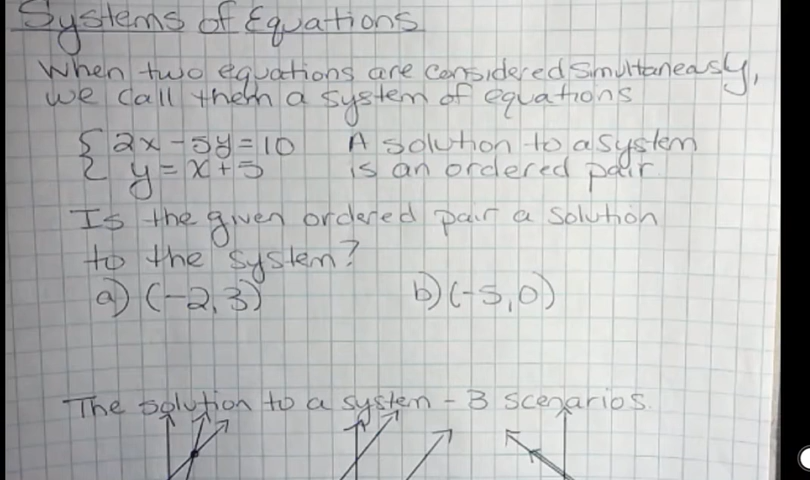 Systems of Equations
When two equations are considered simultaneasly,
we call them a system of equations
{ 2x - 5y = 10 A solution to a system
{ y = x + 5 is an ordered pair.
Is the given ordered pair a solution
to the system?
a) (-2, 3) b) (-5, 0)
The solution to a system - 3 scenarios.